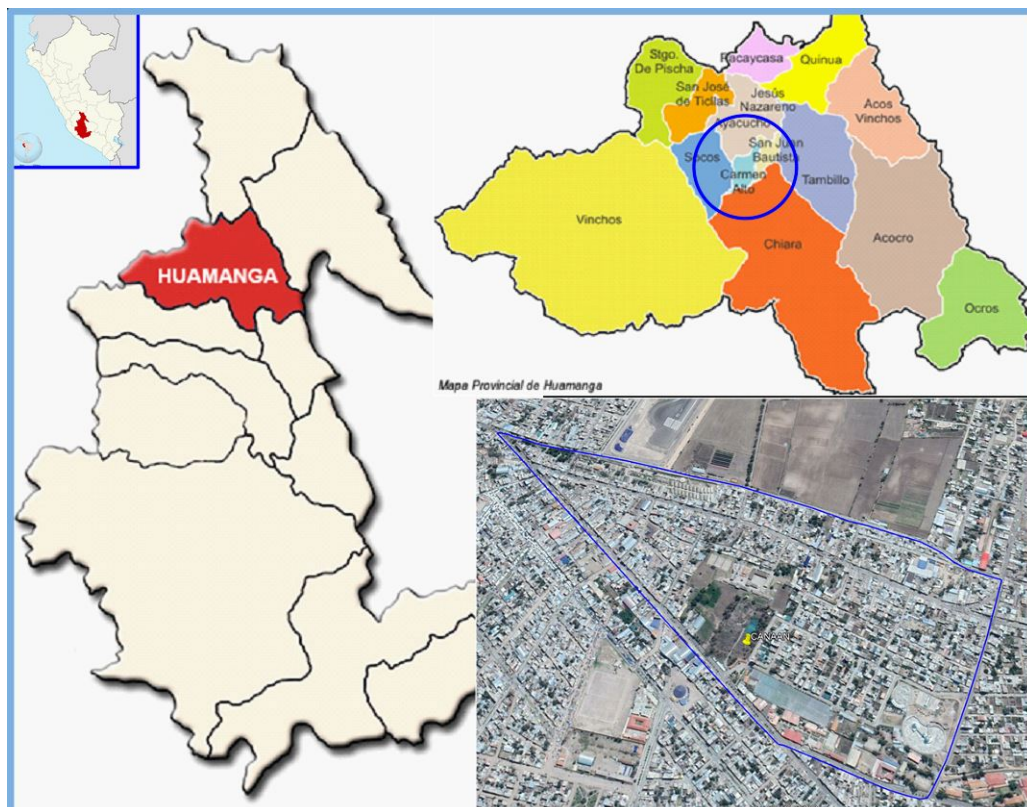 HUAMANGA
Stgo.
De Pischa
Pacaycasa
Quinua
San José
de Ticllas
Jesús
Nazareno
Acos
Vinchos
Ayacucho
San Juan
Bautista
Socos
Carmen
Alto
Tambillo
Vinchos
Chiara
Acocro
Ocros
Mapa Provincial de Huamanga
CANAAN